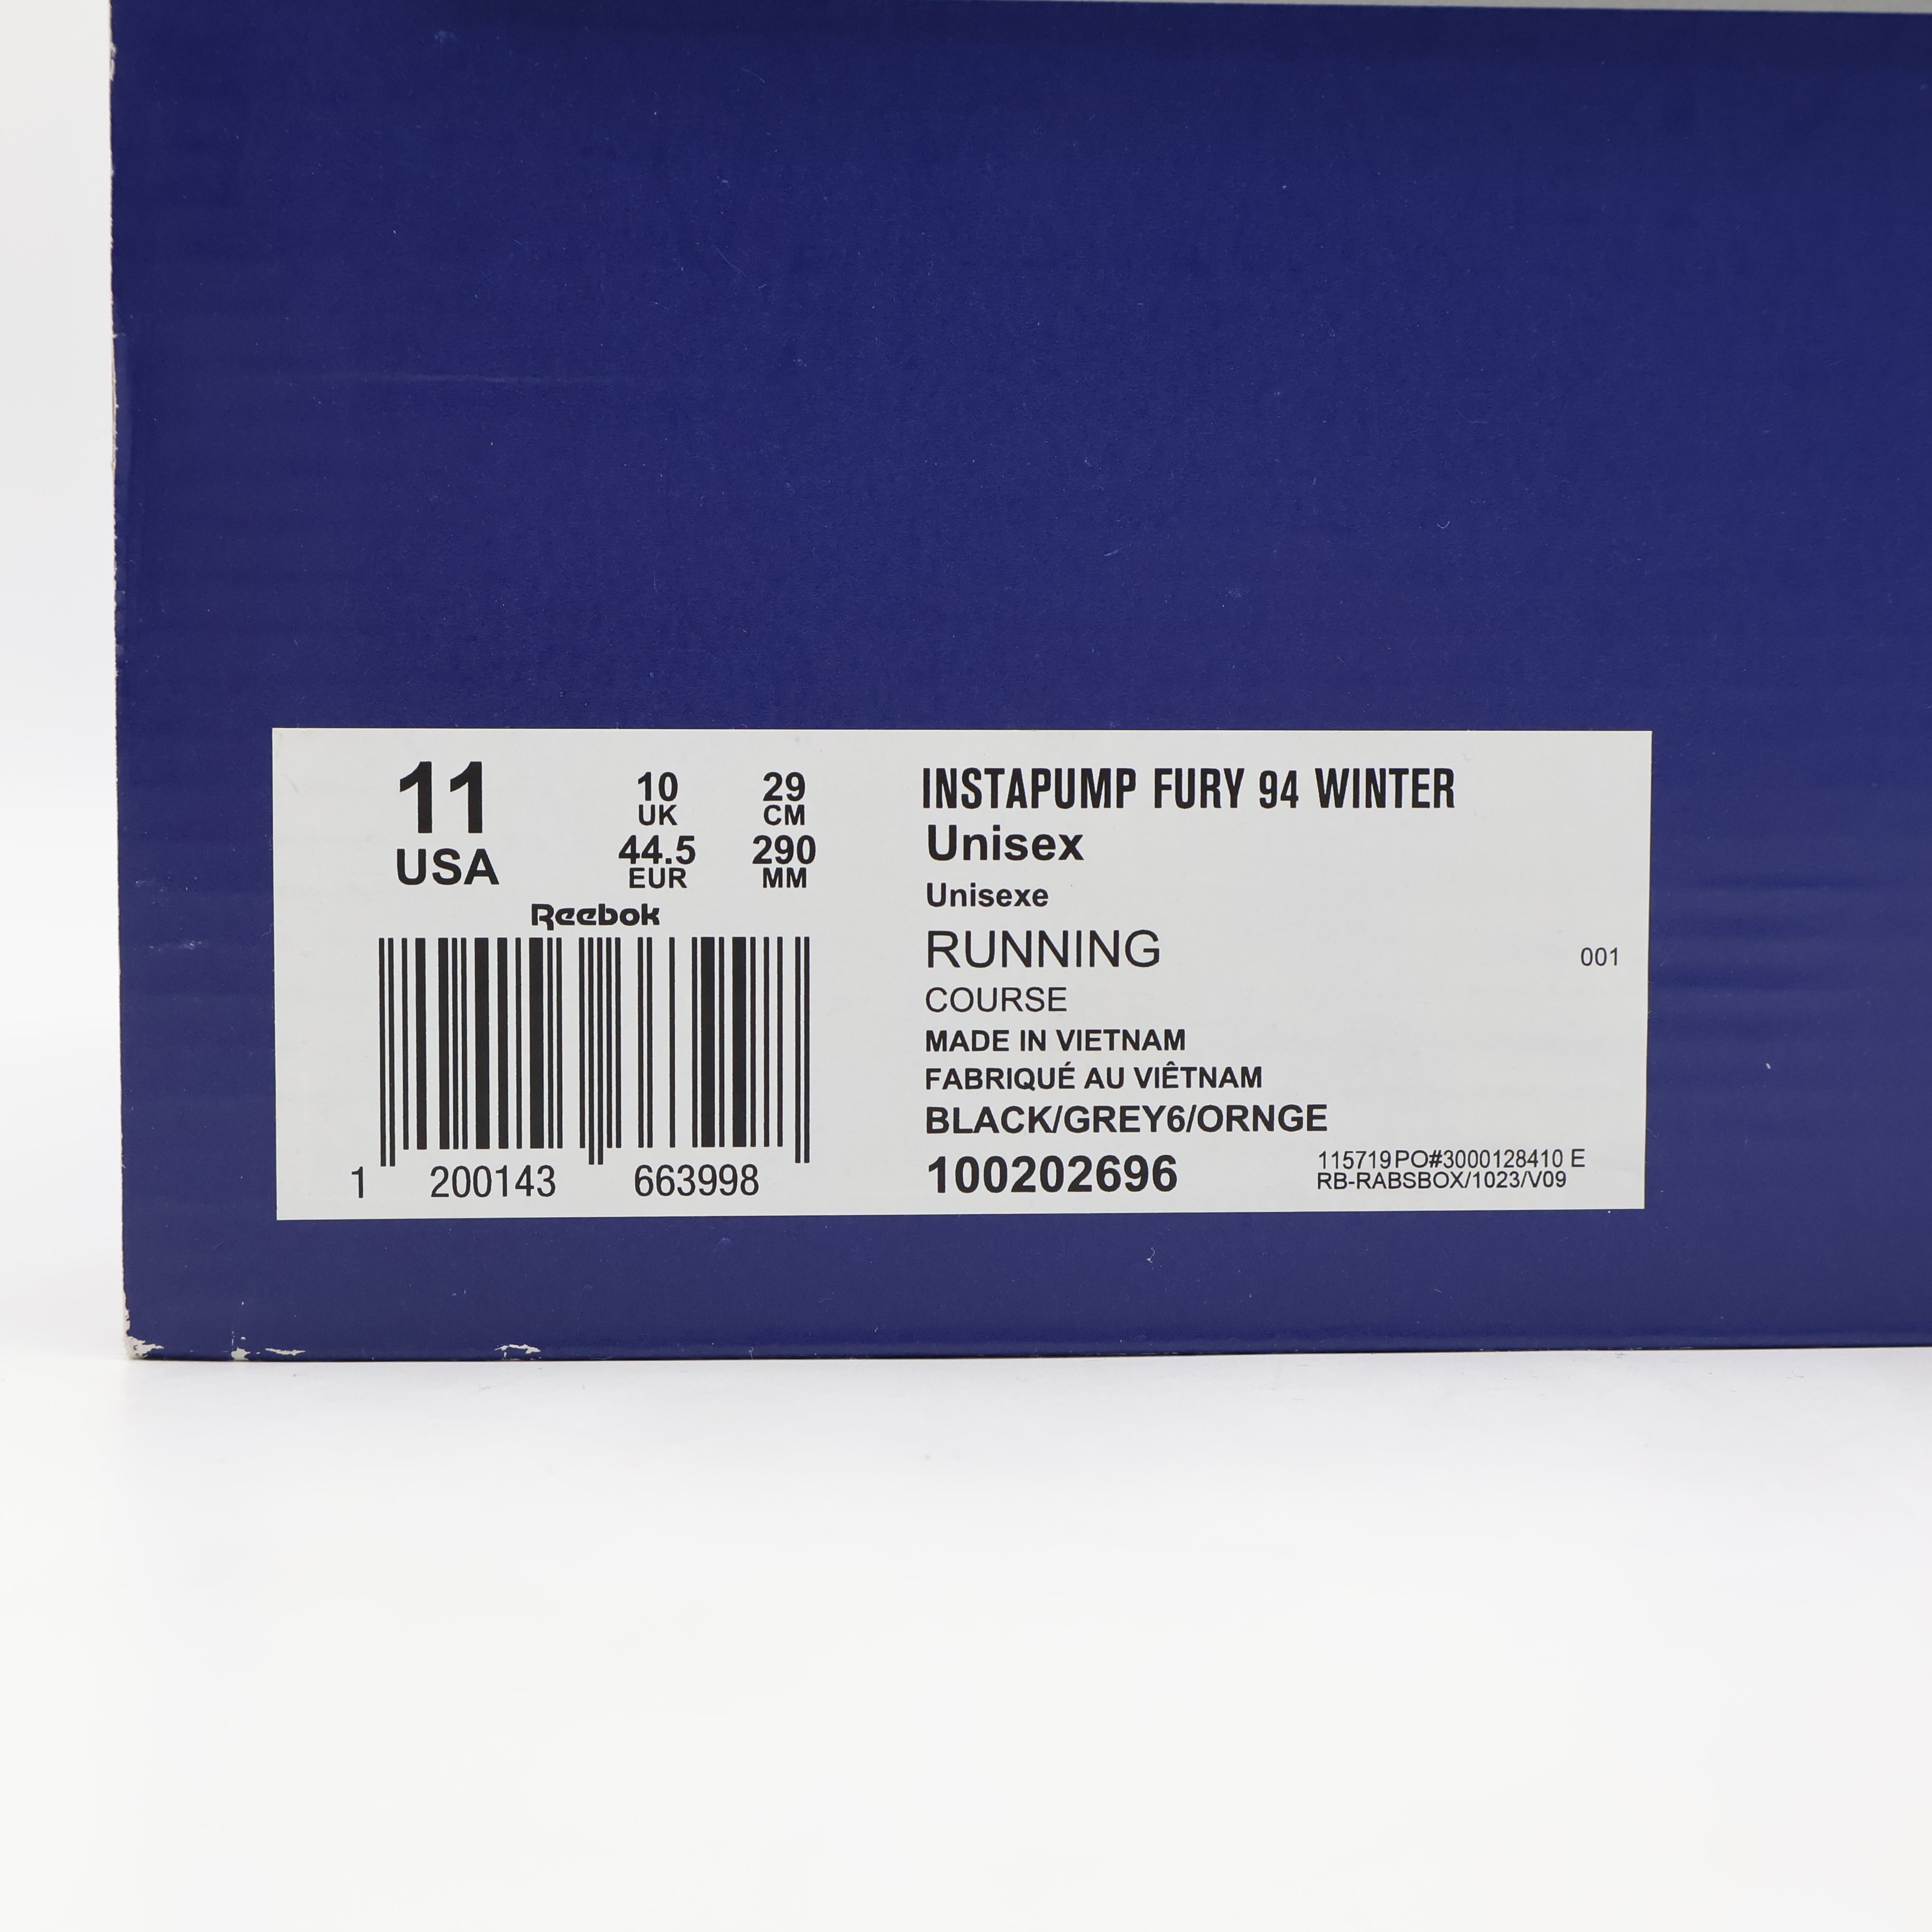 11
USA
10
UK
44.5
EUR
29
CM
290
MM
Reebok
1 200143 663998
INSTAPUMP FURY 94 WINTER
Unisex
Unisexe
RUNNING
001
COURSE
MADE IN VIETNAM
FABRIQUÉ AU VIÊTNAM
BLACK/GREY6/ORNGE
100202696
115719PO#3000128410 E
RB-RABSBOX/1023/V09